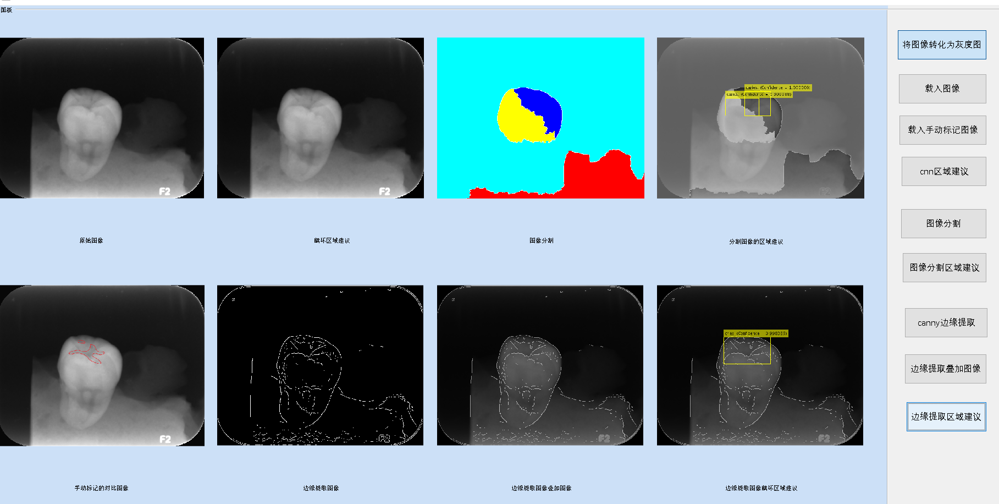 面板
将图像转化为灰度图
载入图像
载入手动标记图像
cnn区域建议
图像分割
图像分割区域建议
canny边缘提取
边缘提取叠加图像
边缘提取区域建议
F2
F2
caries, (Confidence = 1.000000)
caries, (Confidence = 0.999988)
F2
原始图像
龋坏区域建议
图像分割
分割图像的区域建议
F2
F2
F2
cries, (Confidence = 0.998385)
F2
手动标记的对比图像
边缘提取图像
边缘提取图像叠加图像
边缘提取图像龋坏区域建议